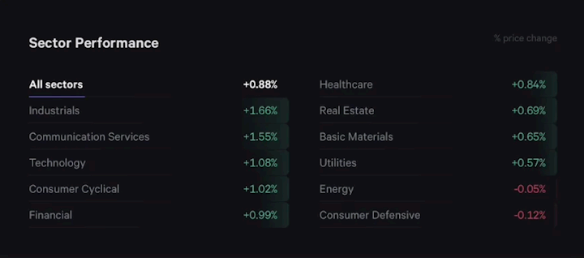 Sector Performance
% price change
All sectors +0.88%
Industrials +1.66%
Communication Services +1.55%
Technology +1.08%
Consumer Cyclical +1.02%
Financial +0.99%
Healthcare +0.84%
Real Estate +0.69%
Basic Materials +0.65%
Utilities +0.57%
Energy -0.05%
Consumer Defensive -0.12%